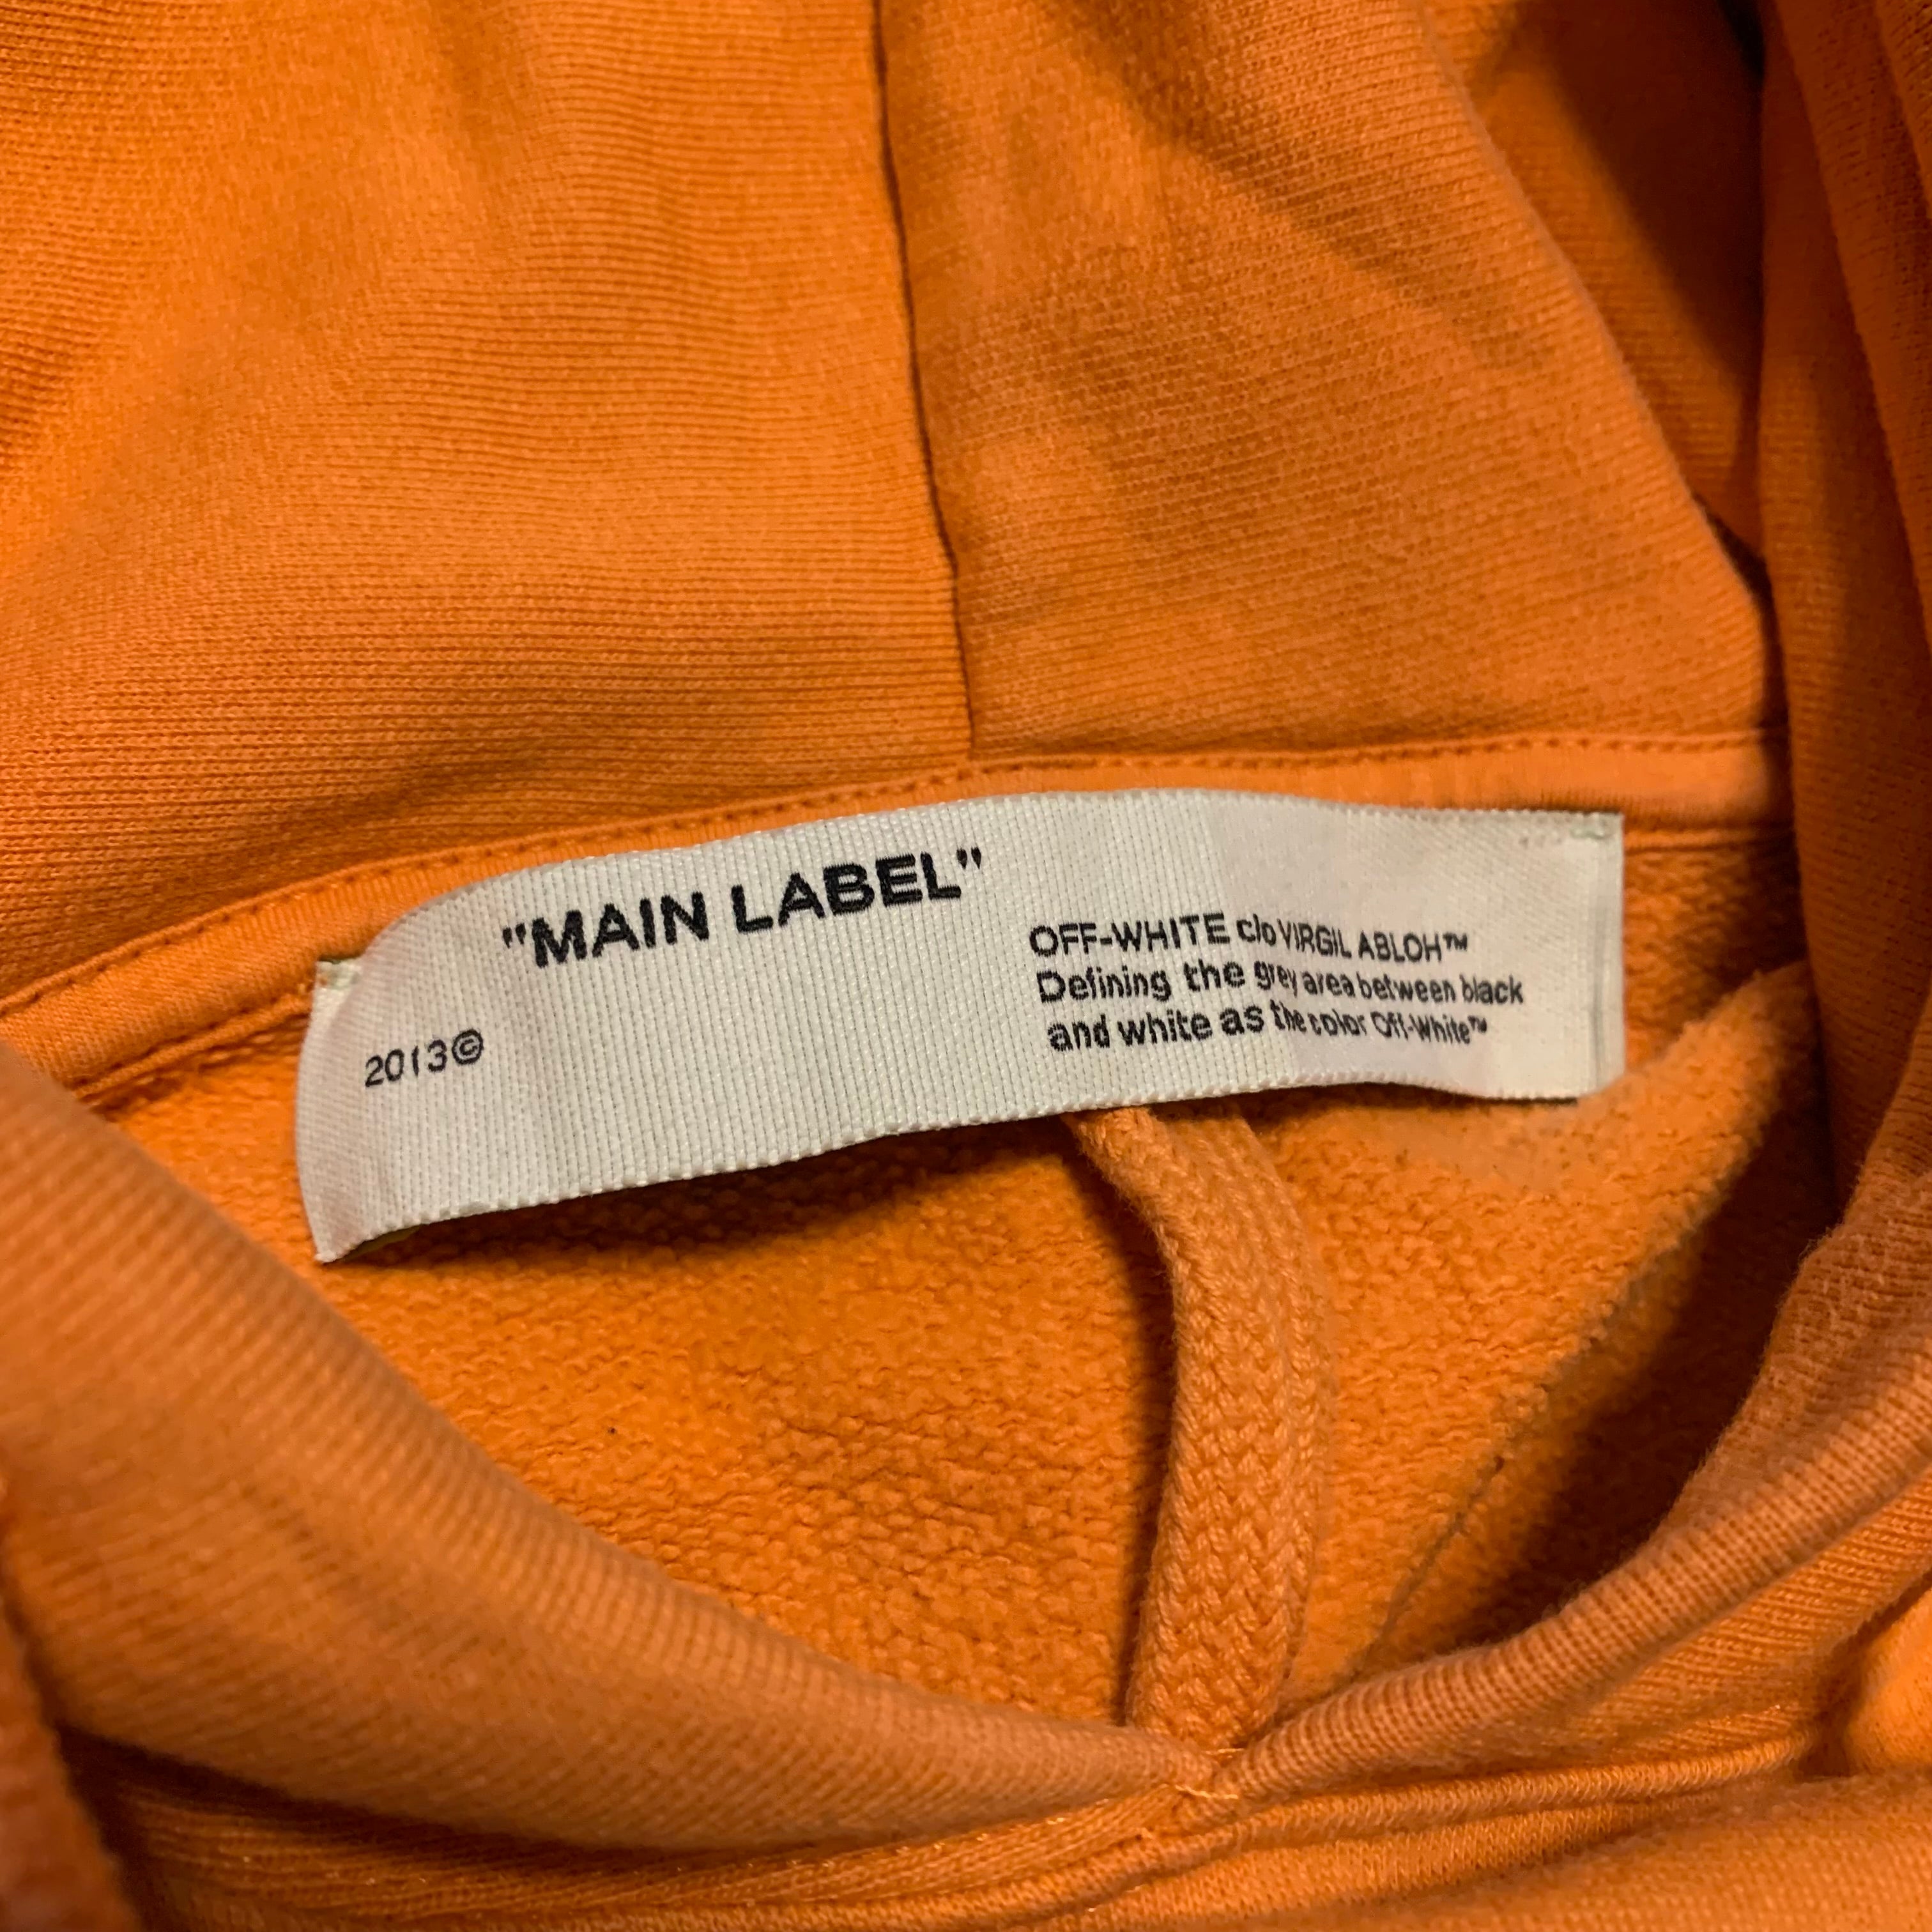 "MAIN LABEL"
OFF-WHITE c/o VIRGIL ABLOH™
Defining the grey area between black
and white as the color Off-White™
2013©